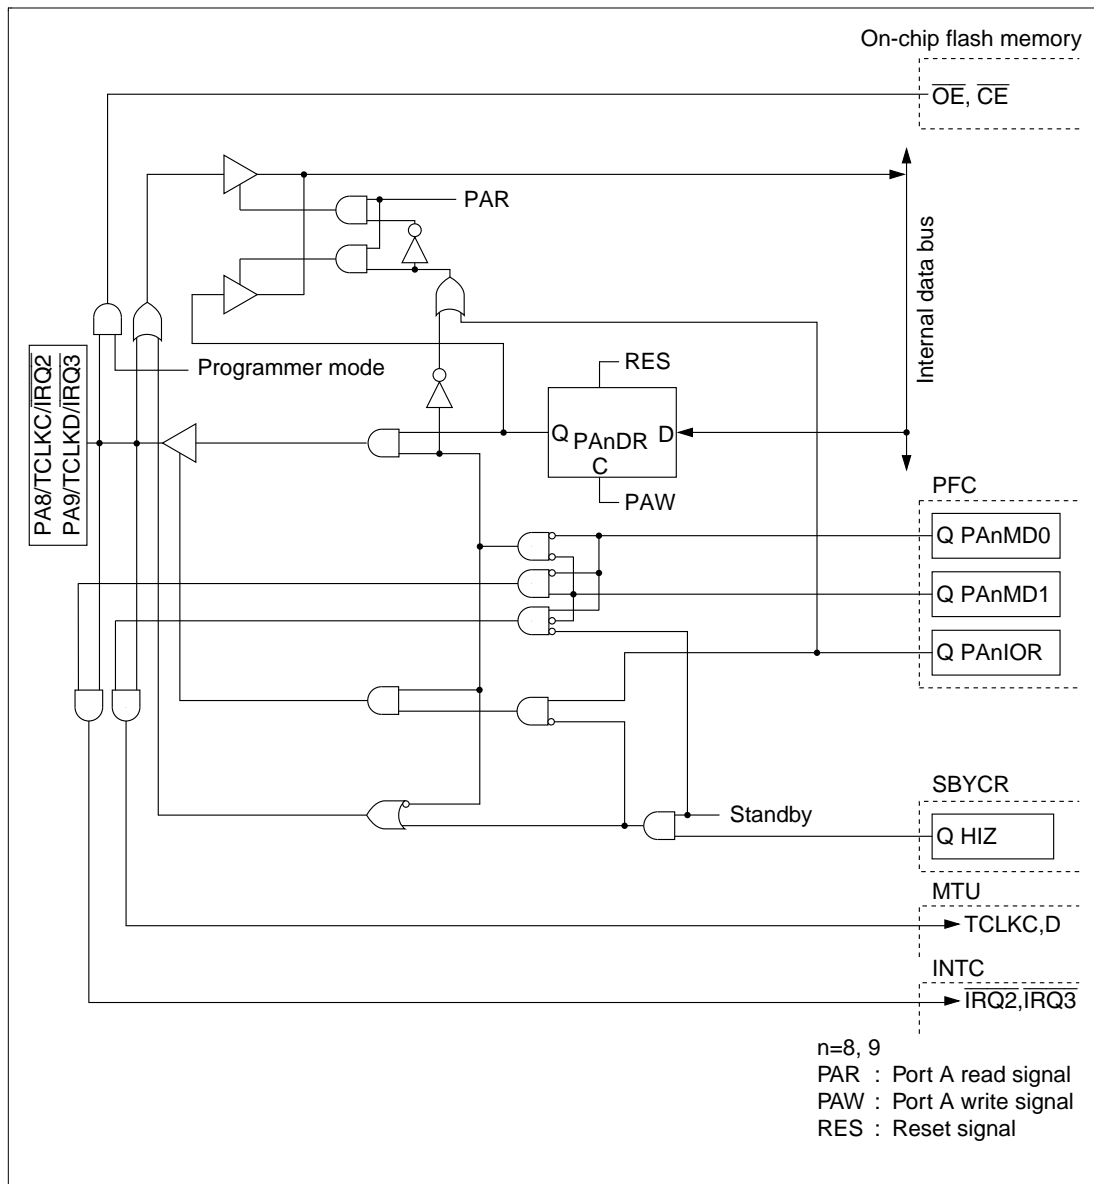 On-chip flash memory
OE, CE
PAR
Internal data bus
Programmer mode
RES
PA8/TCLKC/IRQ2
PA9/TCLKD/IRQ3
Q PAnDR D
C
PAW
PFC
Q PAnMD0
Q PAnMD1
Q PAnIOR
SBYCR
Standby
Q HIZ
MTU
TCLKC,D
INTC
IRQ2,IRQ3
n=8, 9
PAR : Port A read signal
PAW : Port A write signal
RES : Reset signal